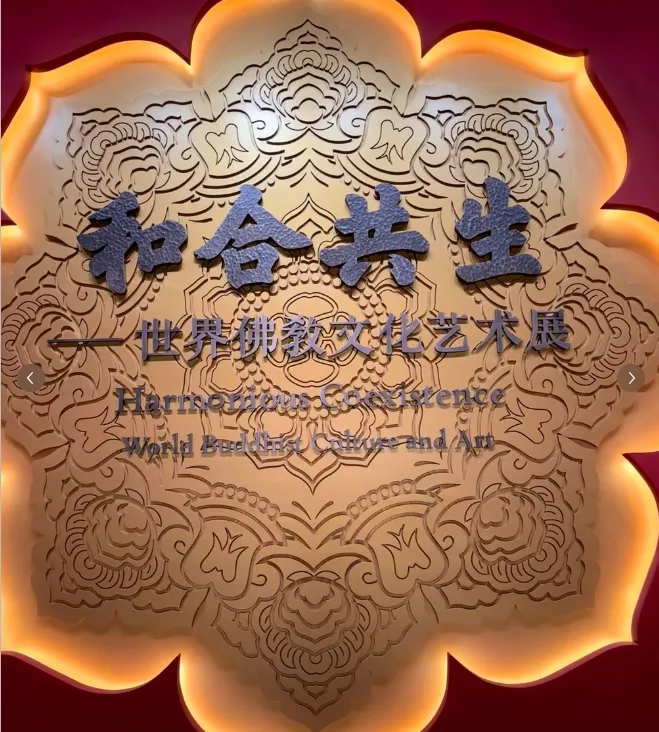 和合共生
——世界佛教文化艺术展
Harmonious Coexistence
World Buddhist Culture and Art